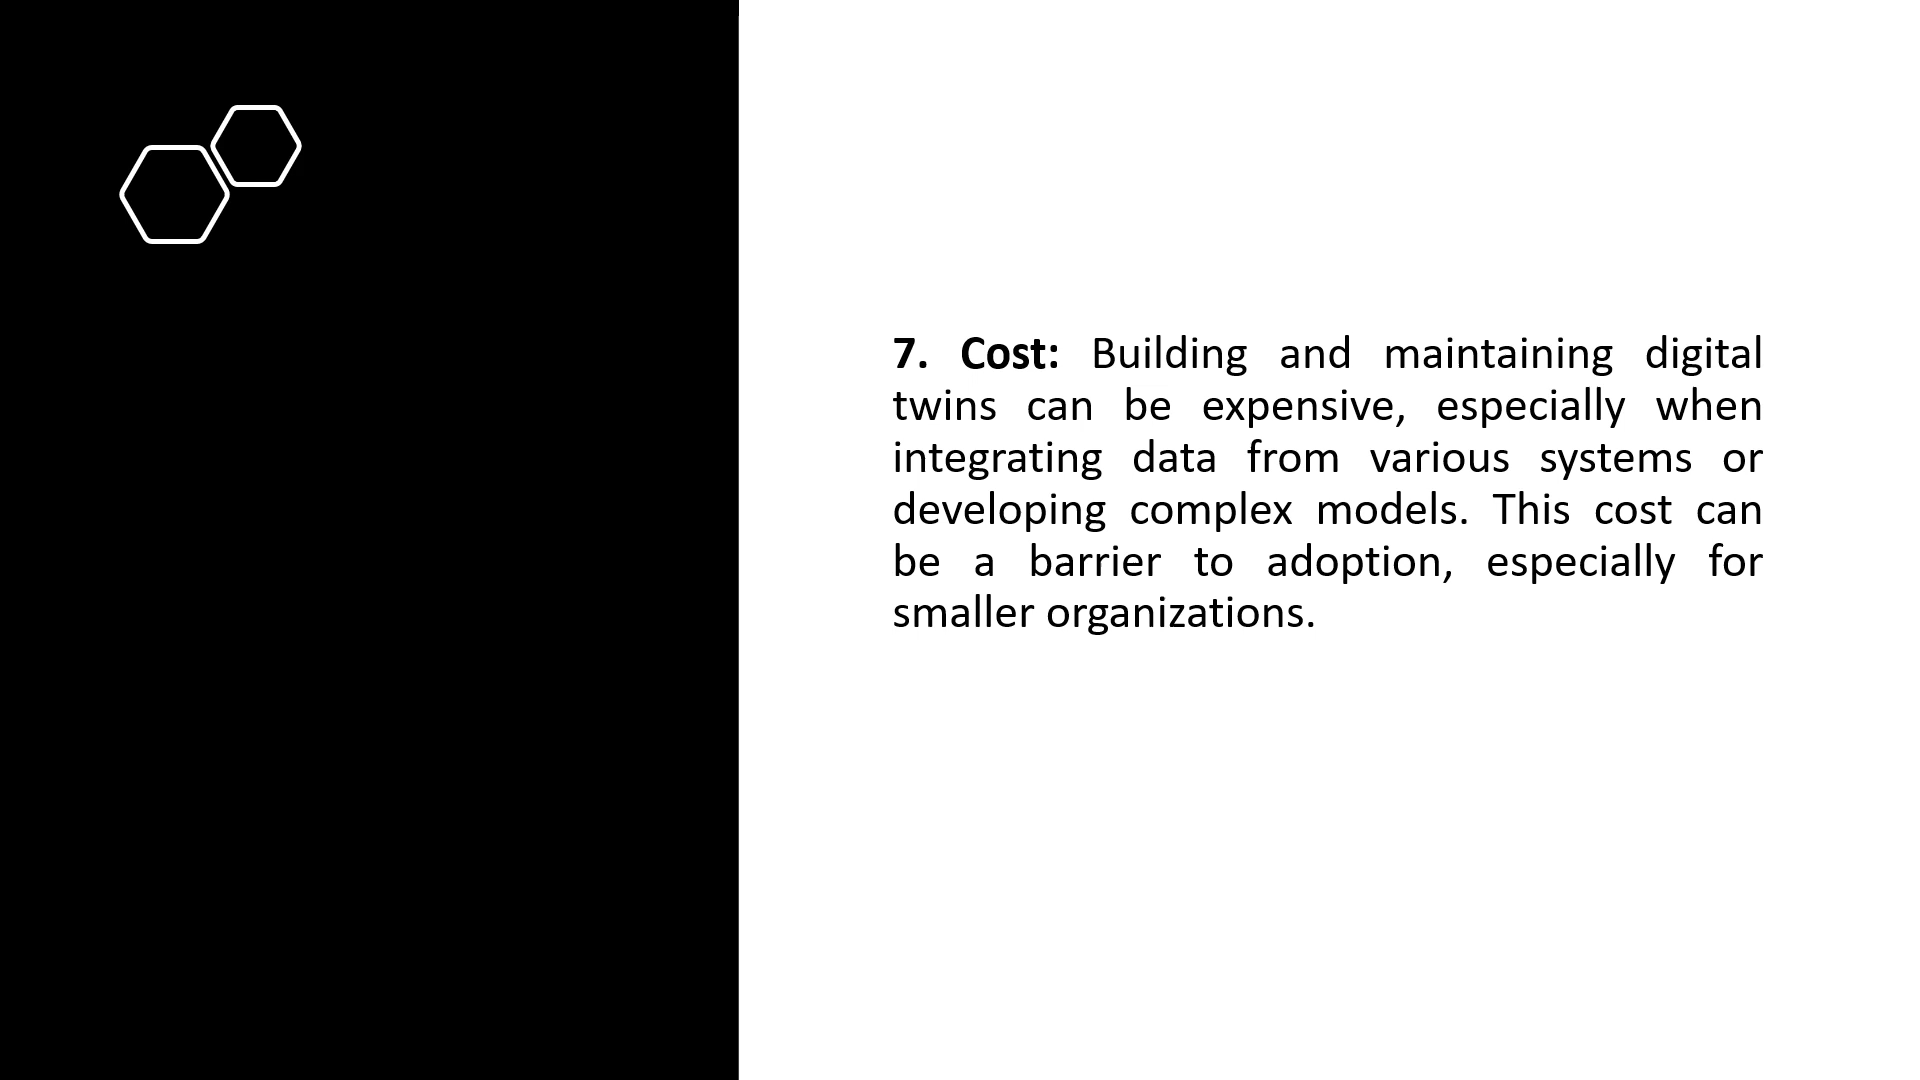 7. Cost: Building and maintaining digital
twins can be expensive, especially when
integrating data from various systems or
developing complex models. This cost can
be a barrier to adoption, especially for
smaller organizations.